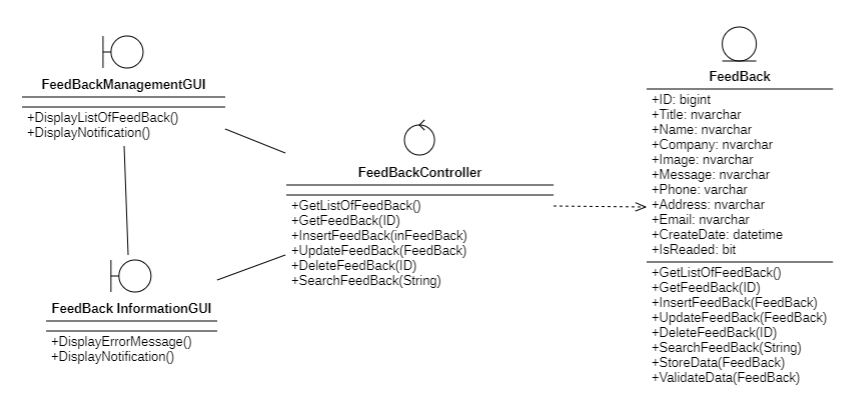 FeedBackManagementGUI
+DisplayListOfFeedBack()
+DisplayNotification()
FeedBack InformationGUI
+DisplayErrorMessage()
+DisplayNotification()
FeedBackController
+GetListOfFeedBack()
+GetFeedBack(ID)
+InsertFeedBack(inFeedBack)
+UpdateFeedBack(FeedBack)
+DeleteFeedBack(ID)
+SearchFeedBack(String)
FeedBack
+ID: bigint
+Title: nvarchar
+Name: nvarchar
+Company: nvarchar
+Image: nvarchar
+Message: nvarchar
+Phone: varchar
+Address: nvarchar
+Email: nvarchar
+CreateDate: datetime
+IsReaded: bit
+GetListOfFeedBack()
+GetFeedBack(ID)
+InsertFeedBack(FeedBack)
+UpdateFeedBack(FeedBack)
+DeleteFeedBack(ID)
+SearchFeedBack(String)
+StoreData(FeedBack)
+ValidateData(FeedBack)